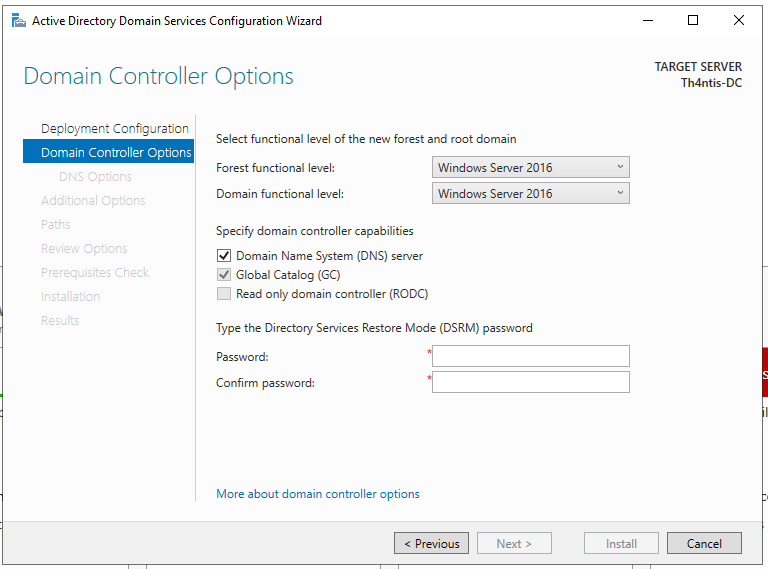 Active Directory Domain Services Configuration Wizard
Domain Controller Options
TARGET SERVER
Th4ntis-DC
Deployment Configuration
Domain Controller Options
DNS Options
Additional Options
Paths
Review Options
Prerequisites Check
Installation
Results
Select functional level of the new forest and root domain
Forest functional level: Windows Server 2016
Domain functional level: Windows Server 2016
Specify domain controller capabilities
Domain Name System (DNS) server
Global Catalog (GC)
Read only domain controller (RODC)
Type the Directory Services Restore Mode (DSRM) password
Password: *
Confirm password: *
More about domain controller options
< Previous Next > Install Cancel